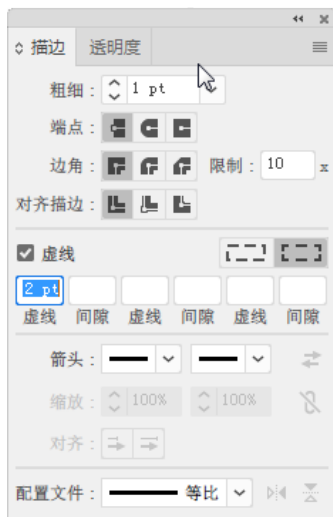 描边 透明度
粗细： 1 pt
端点：
边角： 限制： 10 x
对齐描边：
虚线
2 pt
虚线 间隙 虚线 间隙 虚线 间隙
箭头：
缩放： 100% 100%
对齐：
配置文件： 等比